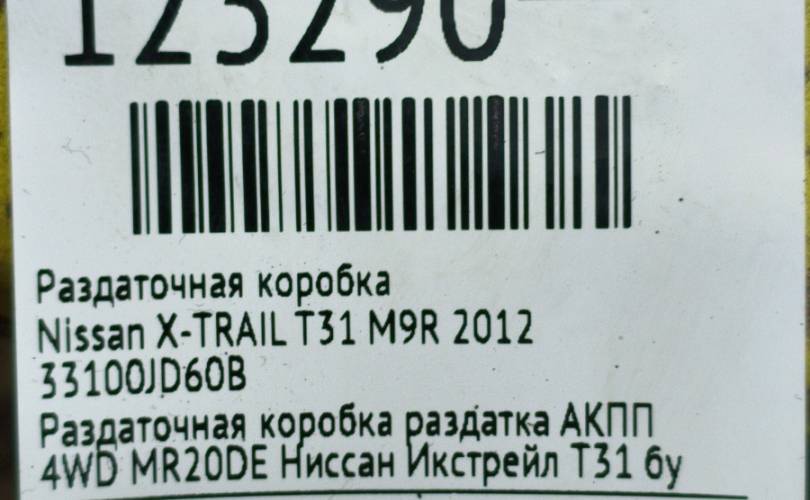 123290
Раздаточная коробка
Nissan X-TRAIL T31 M9R 2012
33100JD60B
Раздаточная коробка раздатка АКПП
4WD MR20DE Ниссан Икстрейл Т31 бу